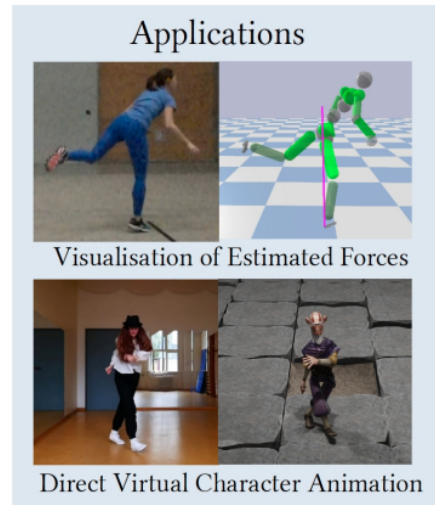 Applications
Visualisation of Estimated Forces
Direct Virtual Character Animation